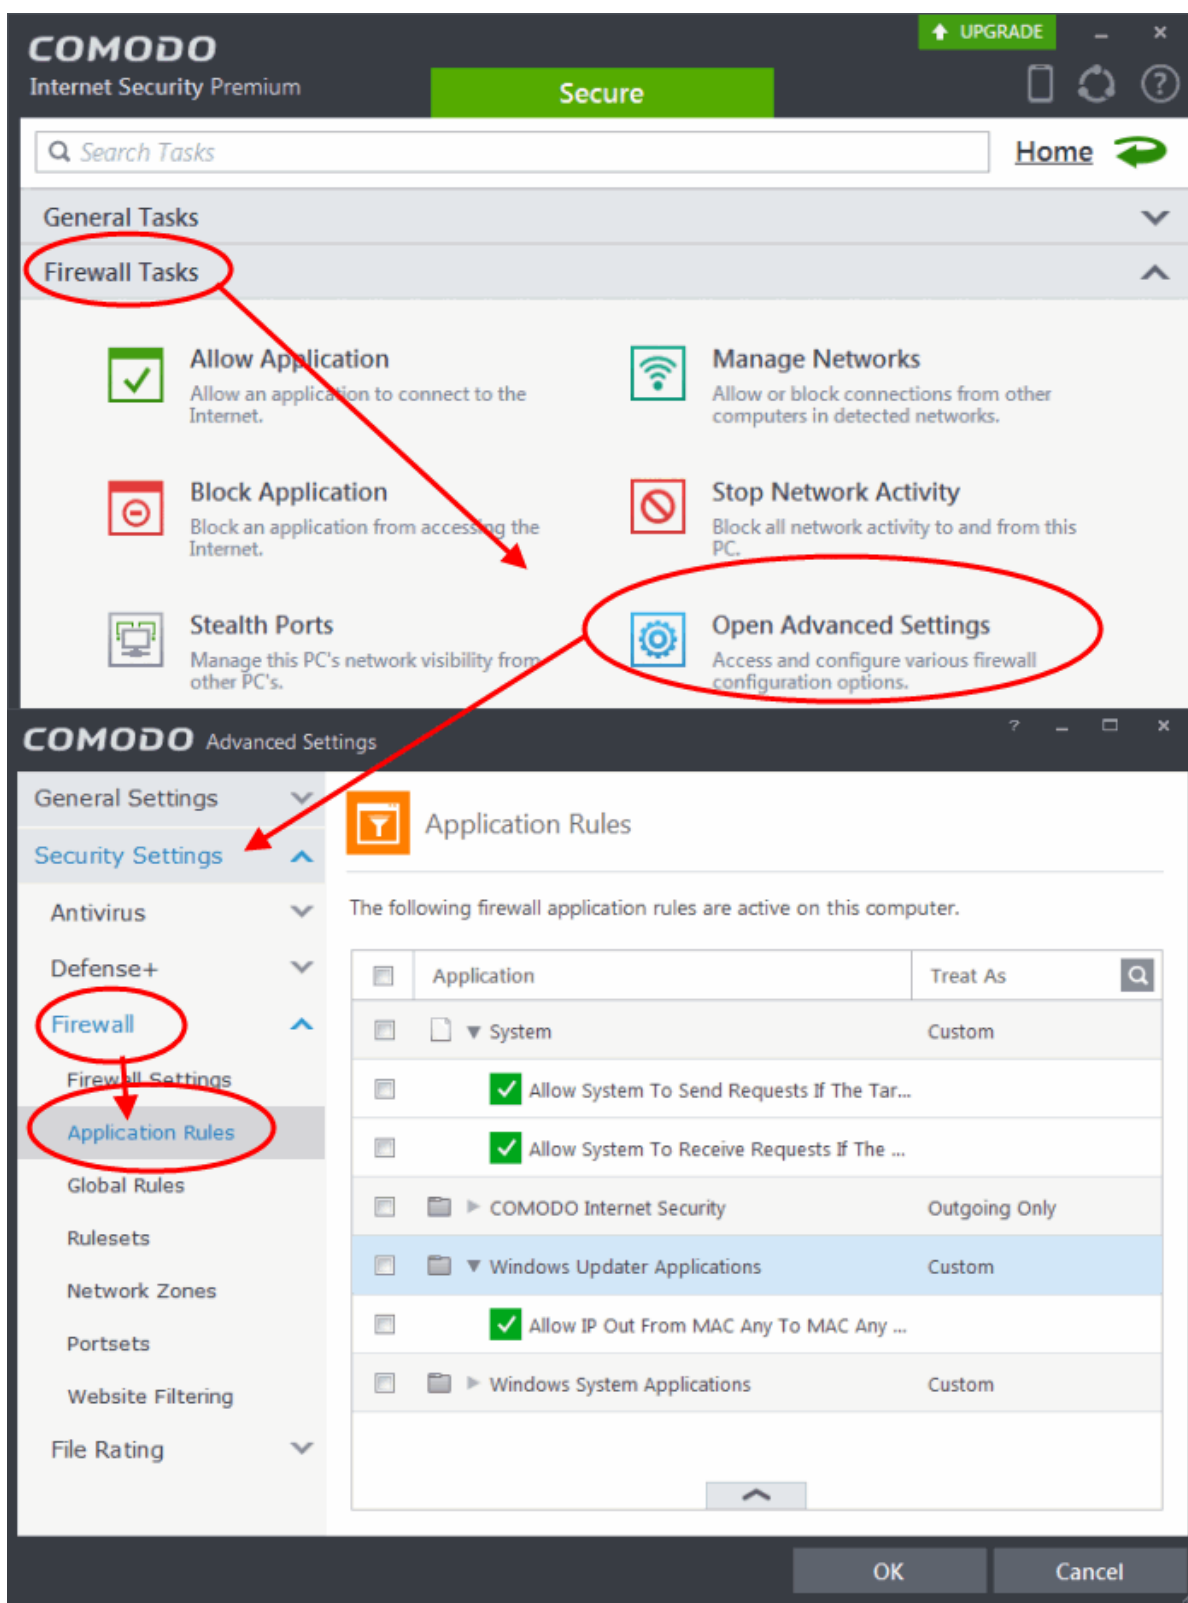 COMODO
Internet Security Premium
UPGRADE
Secure
Search Tasks
Home
General Tasks
Firewall Tasks
Allow Application
Allow an application to connect to the
Internet.
Manage Networks
Allow or block connections from other
computers in detected networks.
Block Application
Block an application from accessing the
Internet.
Stop Network Activity
Block all network activity to and from this
PC.
Stealth Ports
Manage this PC's network visibility from
other PC's.
Open Advanced Settings
Access and configure various firewall
configuration options.
COMODO Advanced Settings
General Settings
Security Settings
Antivirus
Defense+
Firewall
Firewall Settings
Application Rules
Global Rules
Rulesets
Network Zones
Portsets
Website Filtering
File Rating
Application Rules
The following firewall application rules are active on this computer.
Application Treat As
System Custom
Allow System To Send Requests If The Tar...
Allow System To Receive Requests If The ...
COMODO Internet Security Outgoing Only
Windows Updater Applications Custom
Allow IP Out From MAC Any To MAC Any ...
Windows System Applications Custom
OK Cancel